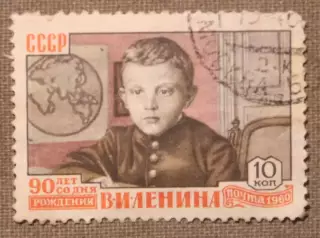 СССР
10
КОП
90 ЛЕТ СО ДНЯ РОЖДЕНИЯ
В.И.ЛЕНИНА
ПОЧТА 1960